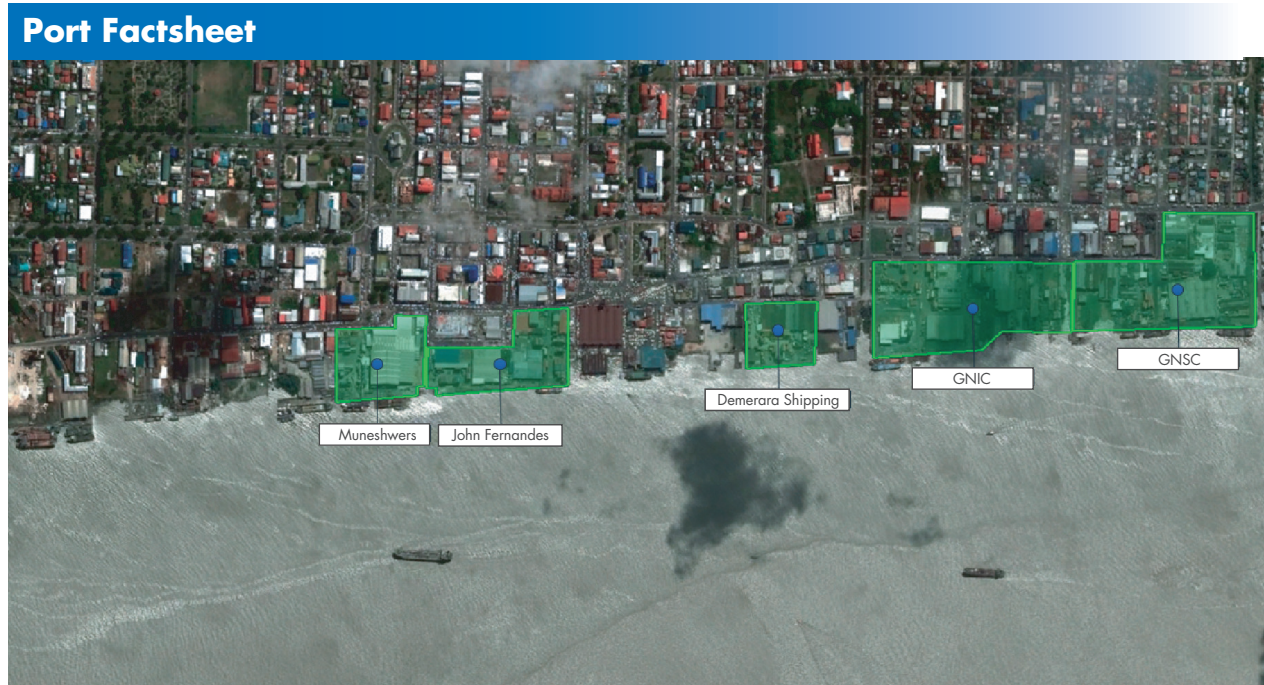 Port Factsheet
Muneshwers
John Fernandes
Demerara Shipping
GNIC
GNSC